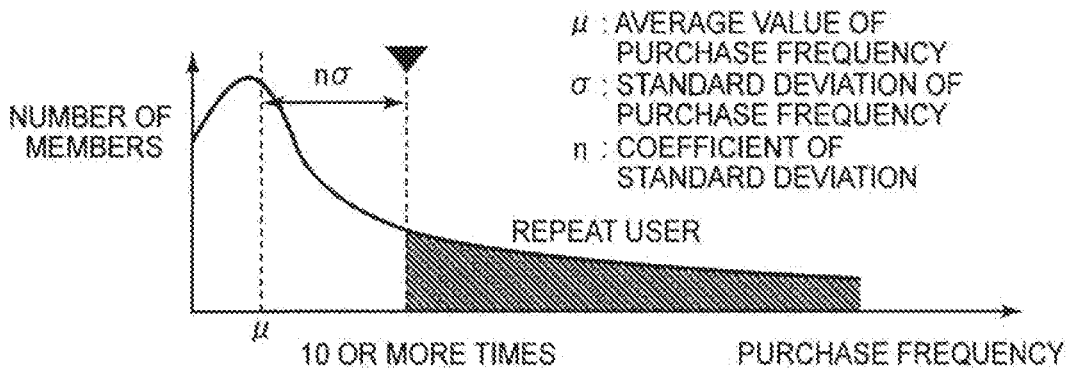 μ : AVERAGE VALUE OF
PURCHASE FREQUENCY
σ : STANDARD DEVIATION OF
PURCHASE FREQUENCY
n : COEFFICIENT OF
STANDARD DEVIATION
nσ
NUMBER OF
MEMBERS
REPEAT USER
μ
10 OR MORE TIMES
PURCHASE FREQUENCY